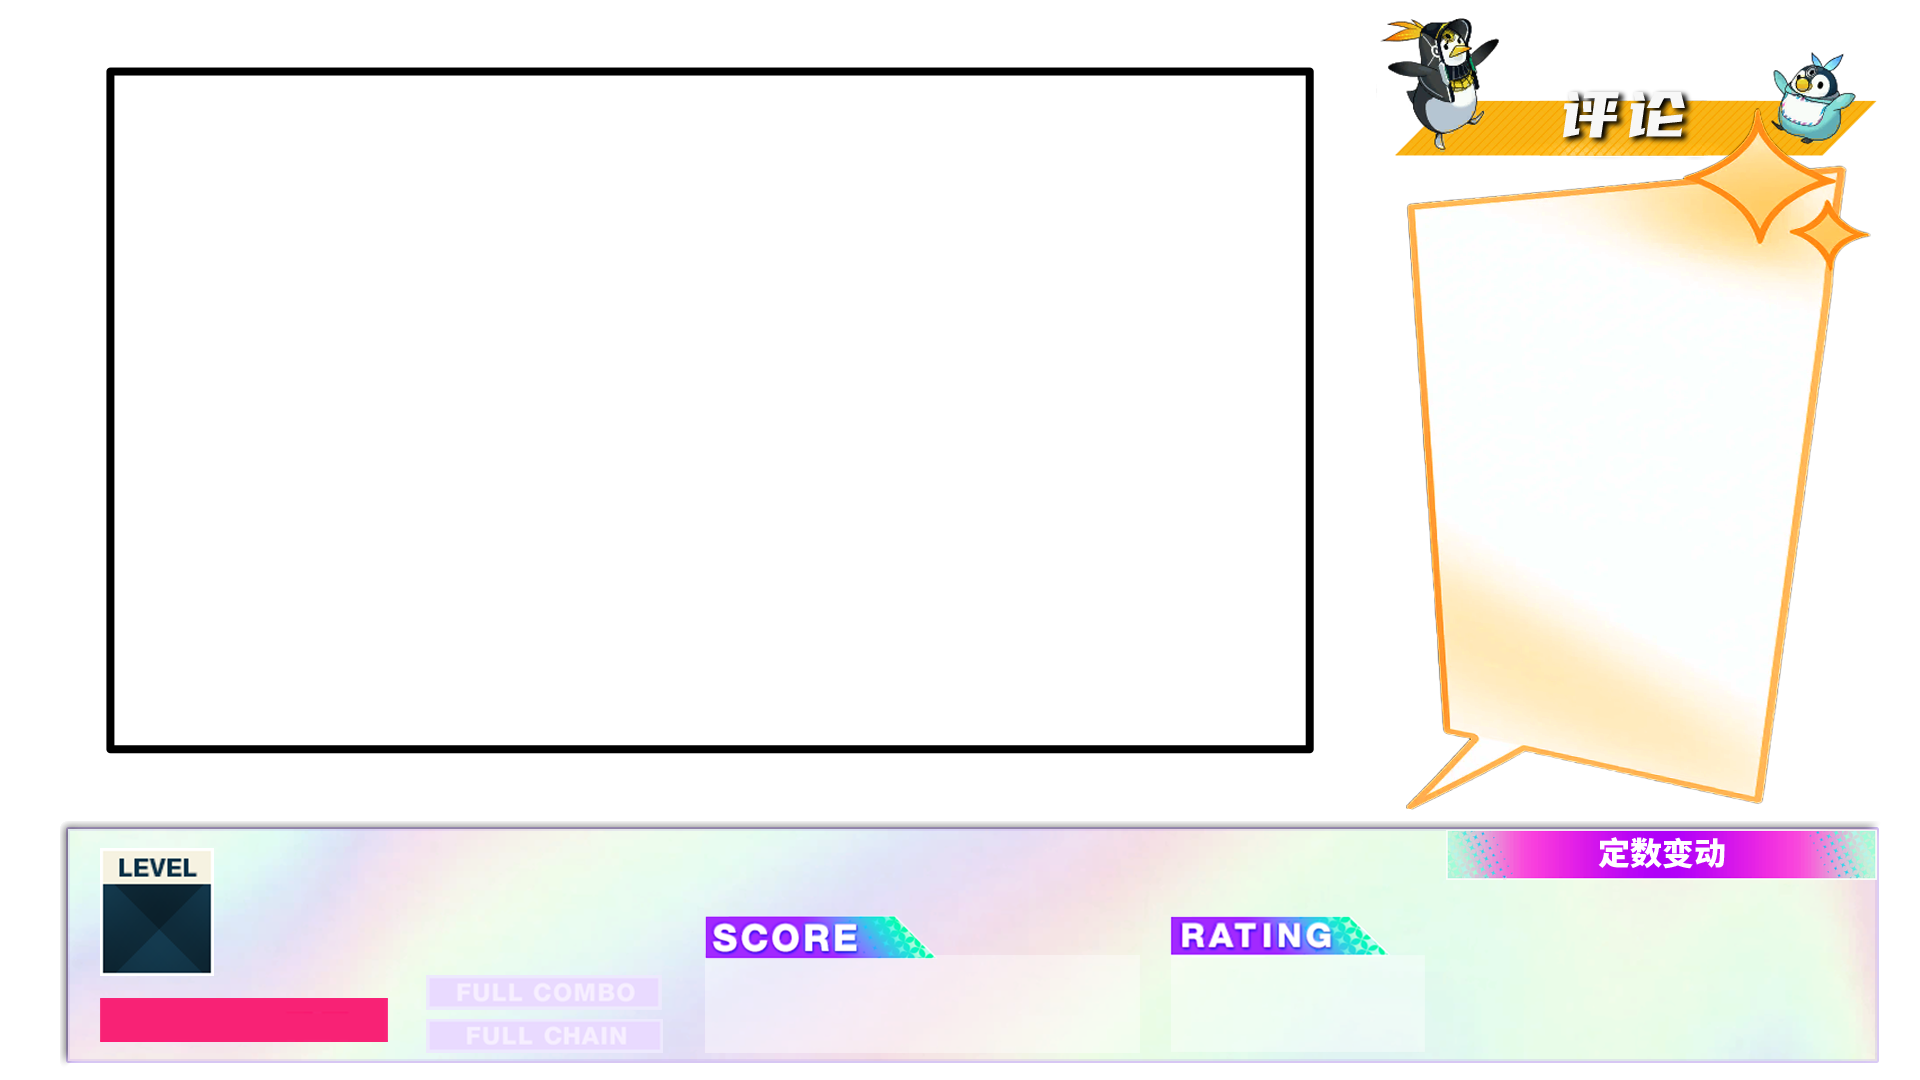 评论
定数变动
LEVEL
SCORE
RATING
FULL COMBO
FULL CHAIN